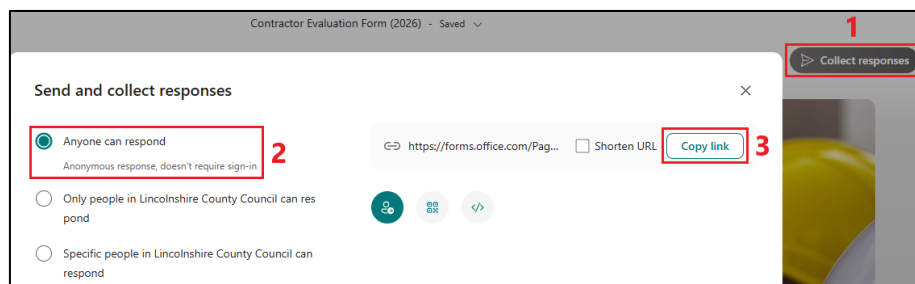 Contractor Evaluation Form (2026) - Saved
1
Collect responses
Send and collect responses
Anyone can respond
Anonymous response, doesn't require sign-in
2
https://forms.office.com/Pag...
Shorten URL
Copy link
3
Only people in Lincolnshire County Council can res
pond
Specific people in Lincolnshire County Council can
respond